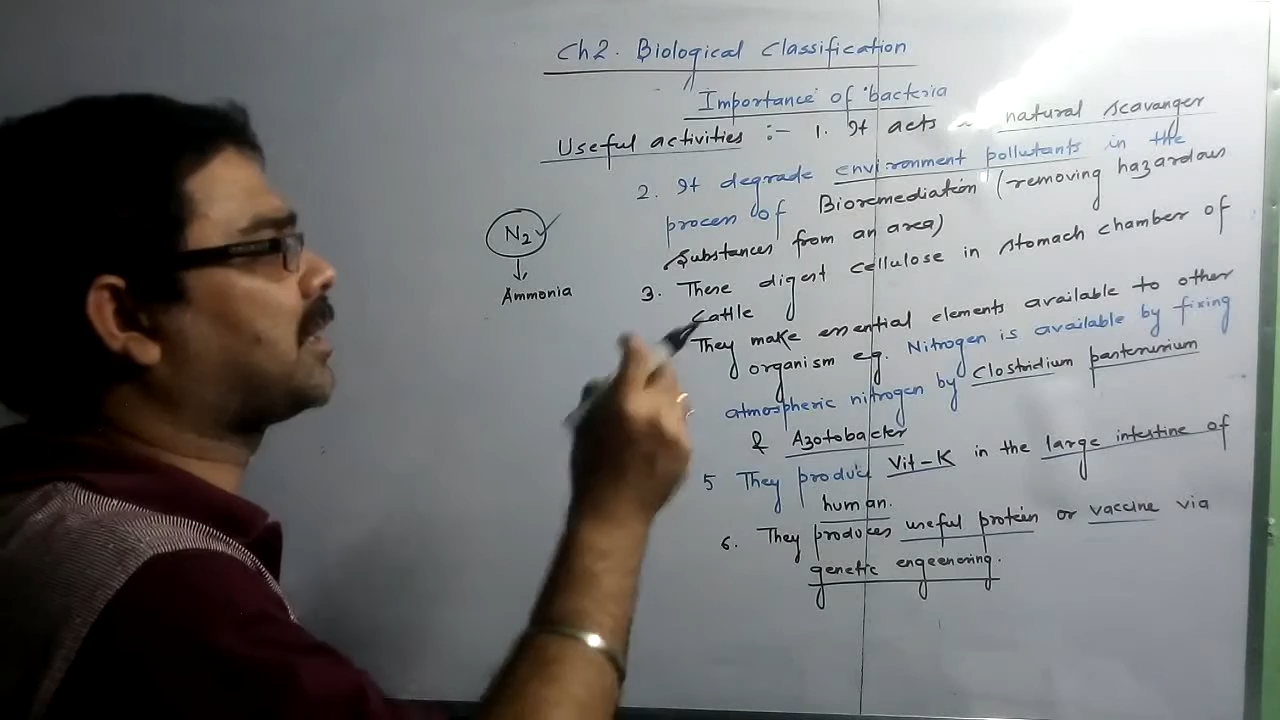 Ch2. Biological Classification
Importance of bacteria
Useful activities :- 1. It acts ~ natural scavanger
2. It degrade environment pollutants in the
process of Bioremediation (removing hazardous
substances from an area)
3. These digest cellulose in stomach chamber of
Cattle
They make essential elements available to other
organism eg. Nitrogen is available by fixing
atmospheric nitrogen by Clostridium pasteurium
& Azotobacter
5 They produce Vit-K in the large intestine of
human.
6. They produces useful protein or vaccine via
genetic engeenering.
N2
Ammonia